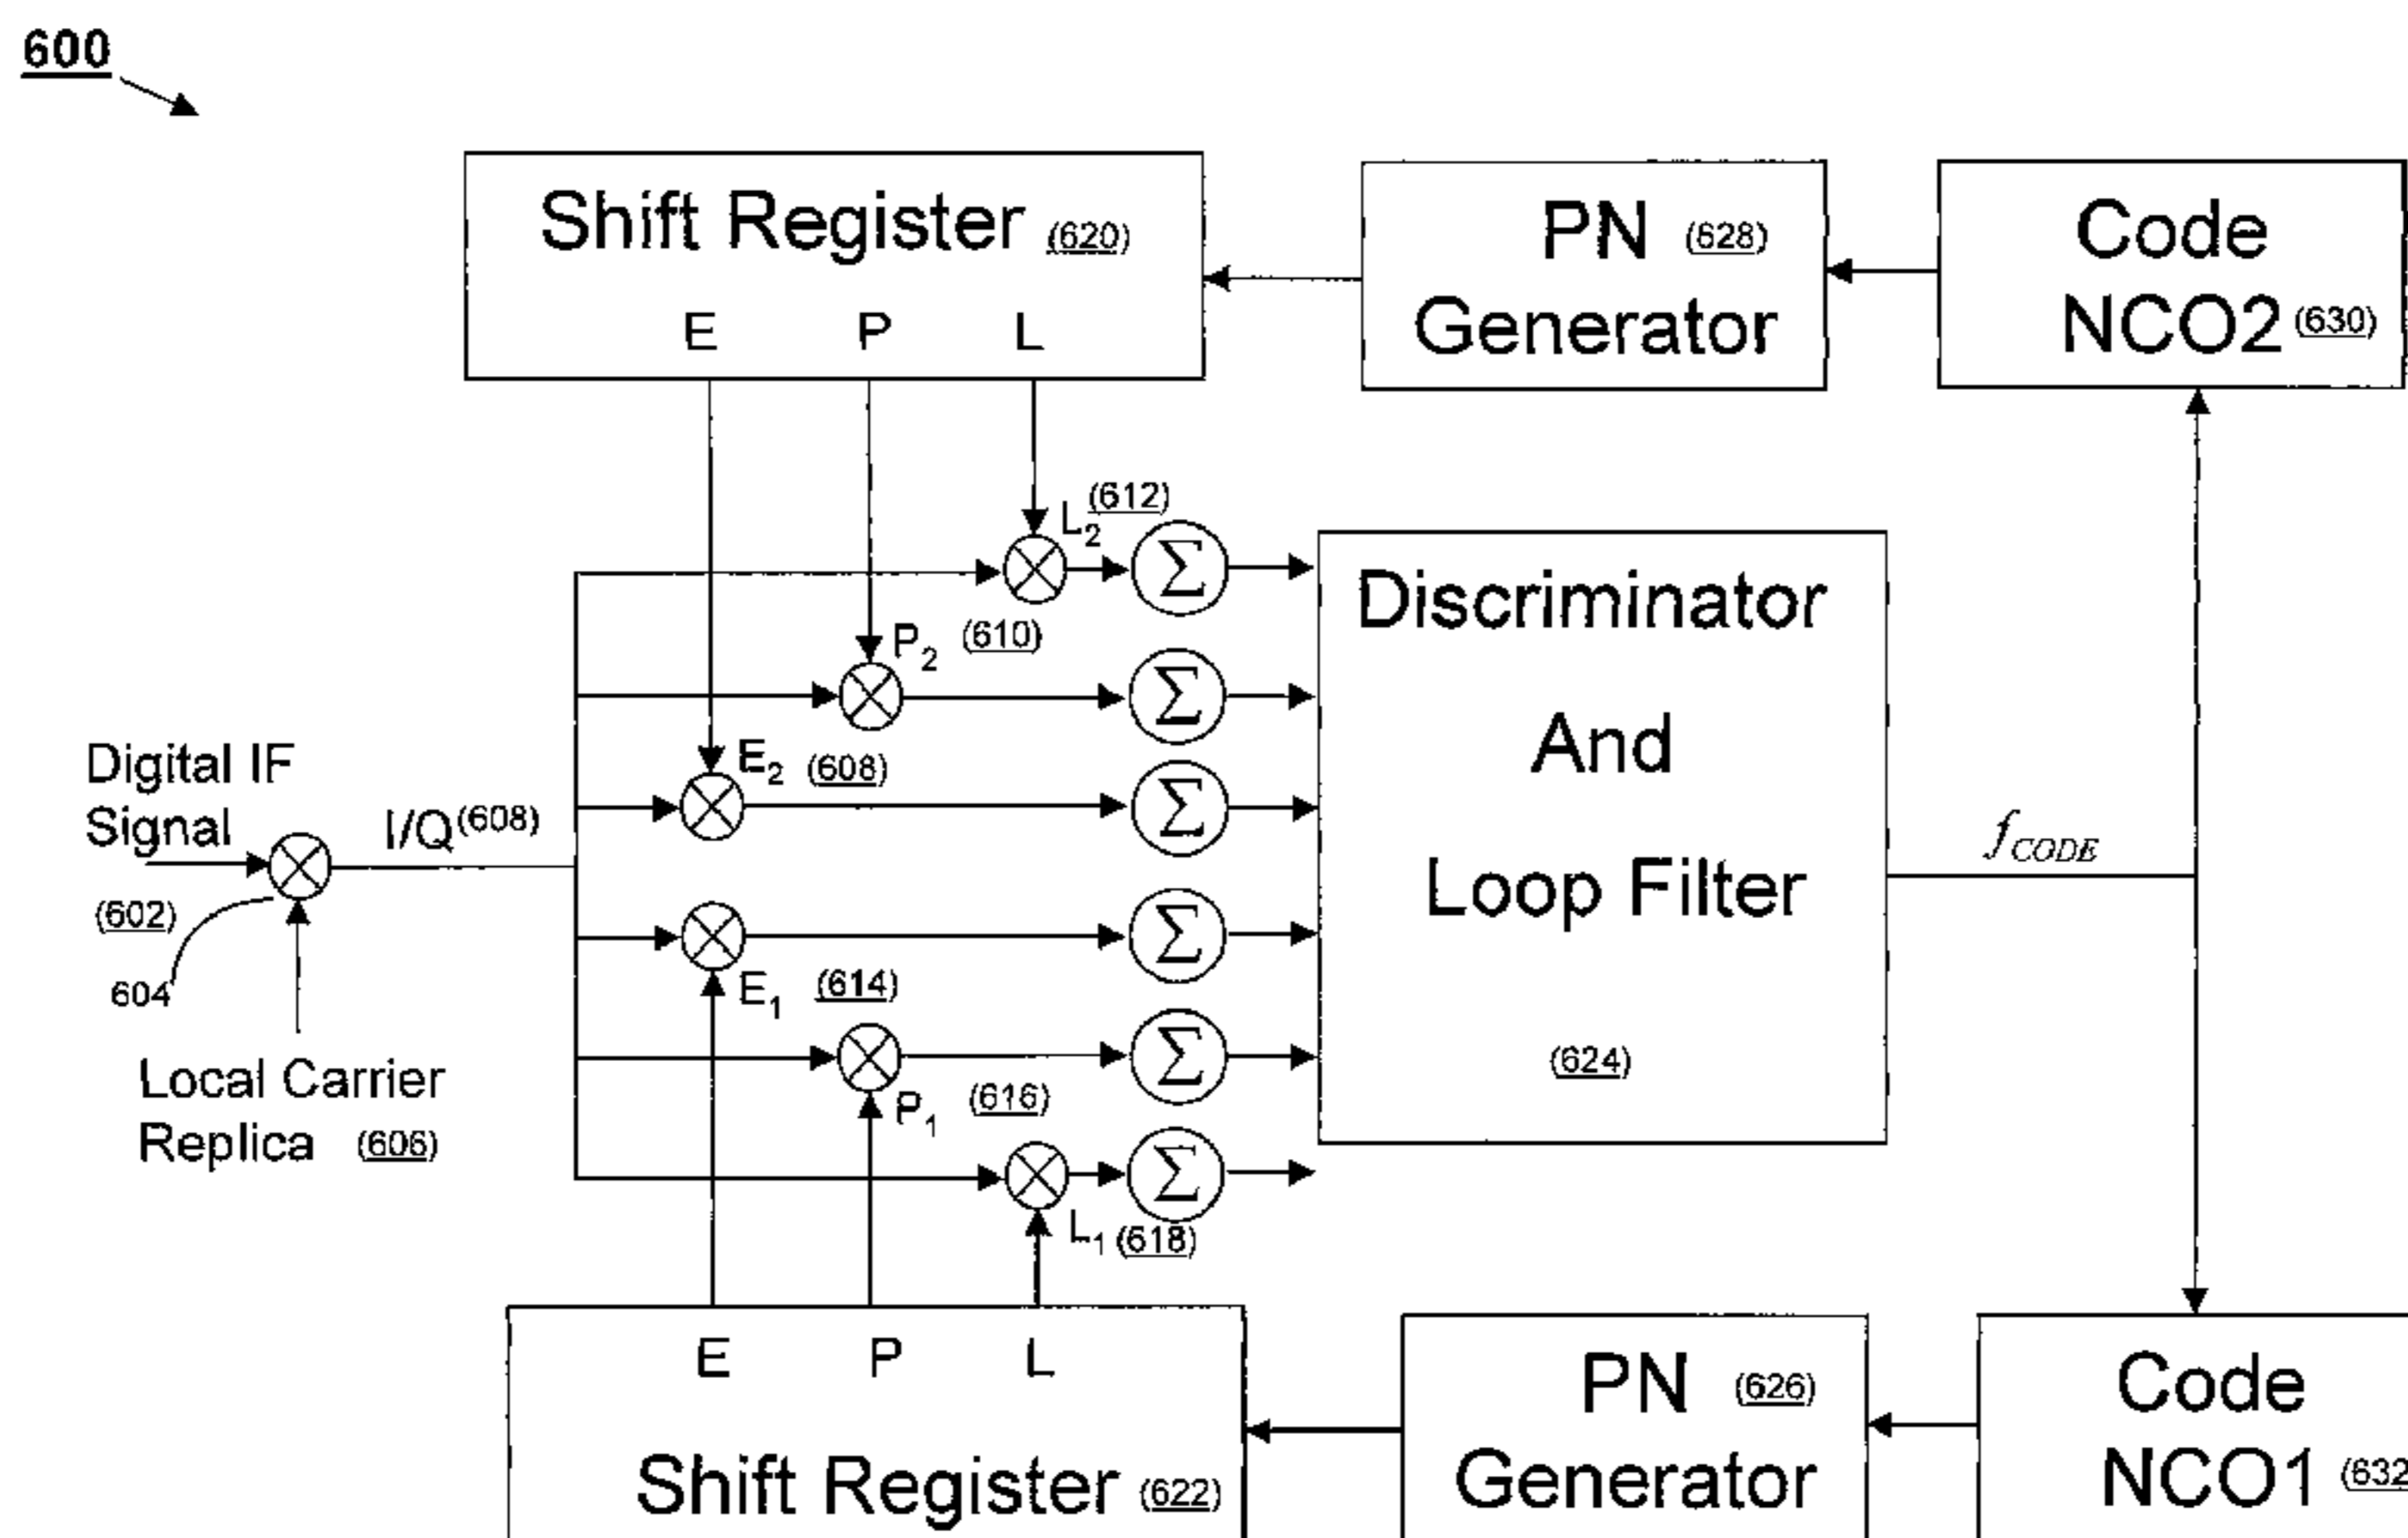 600
Shift Register (620)
E P L
PN (628)
Generator
Code
NCO2 (630)
L2 (612)
Σ
P2 (610)
Σ
E2 (608)
Σ
Digital IF
Signal
(602)
604
I/Q (608)
Local Carrier
Replica (606)
E1 (614)
Σ
P1 (616)
Σ
L1 (618)
Σ
Discriminator
And
Loop Filter
(624)
fCODE
E P L
Shift Register (622)
PN (626)
Generator
Code
NCO1 (632